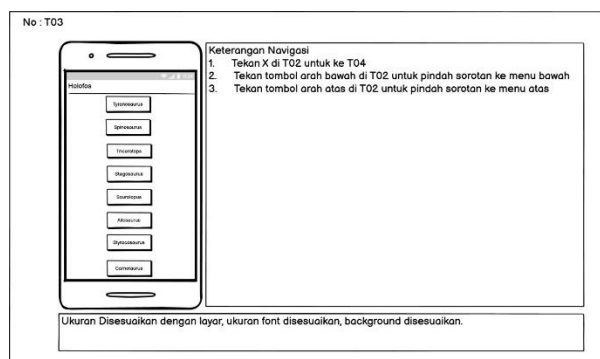 No : T03
Holofos
Tyranosaurus
Spinosaurus
Triceratops
Stegosaurus
Allosaurus
Styracosaurus
Carnotaurus
Keterangan Navigasi
1. Tekan X di T02 untuk ke T04
2. Tekan tombol arah bawah di T02 untuk pindah sorotan ke menu bawah
3. Tekan tombol arah atas di T02 untuk pindah sorotan ke menu atas
Ukuran Disesuaikan dengan layar, ukuran font disesuaikan, background disesuaikan.